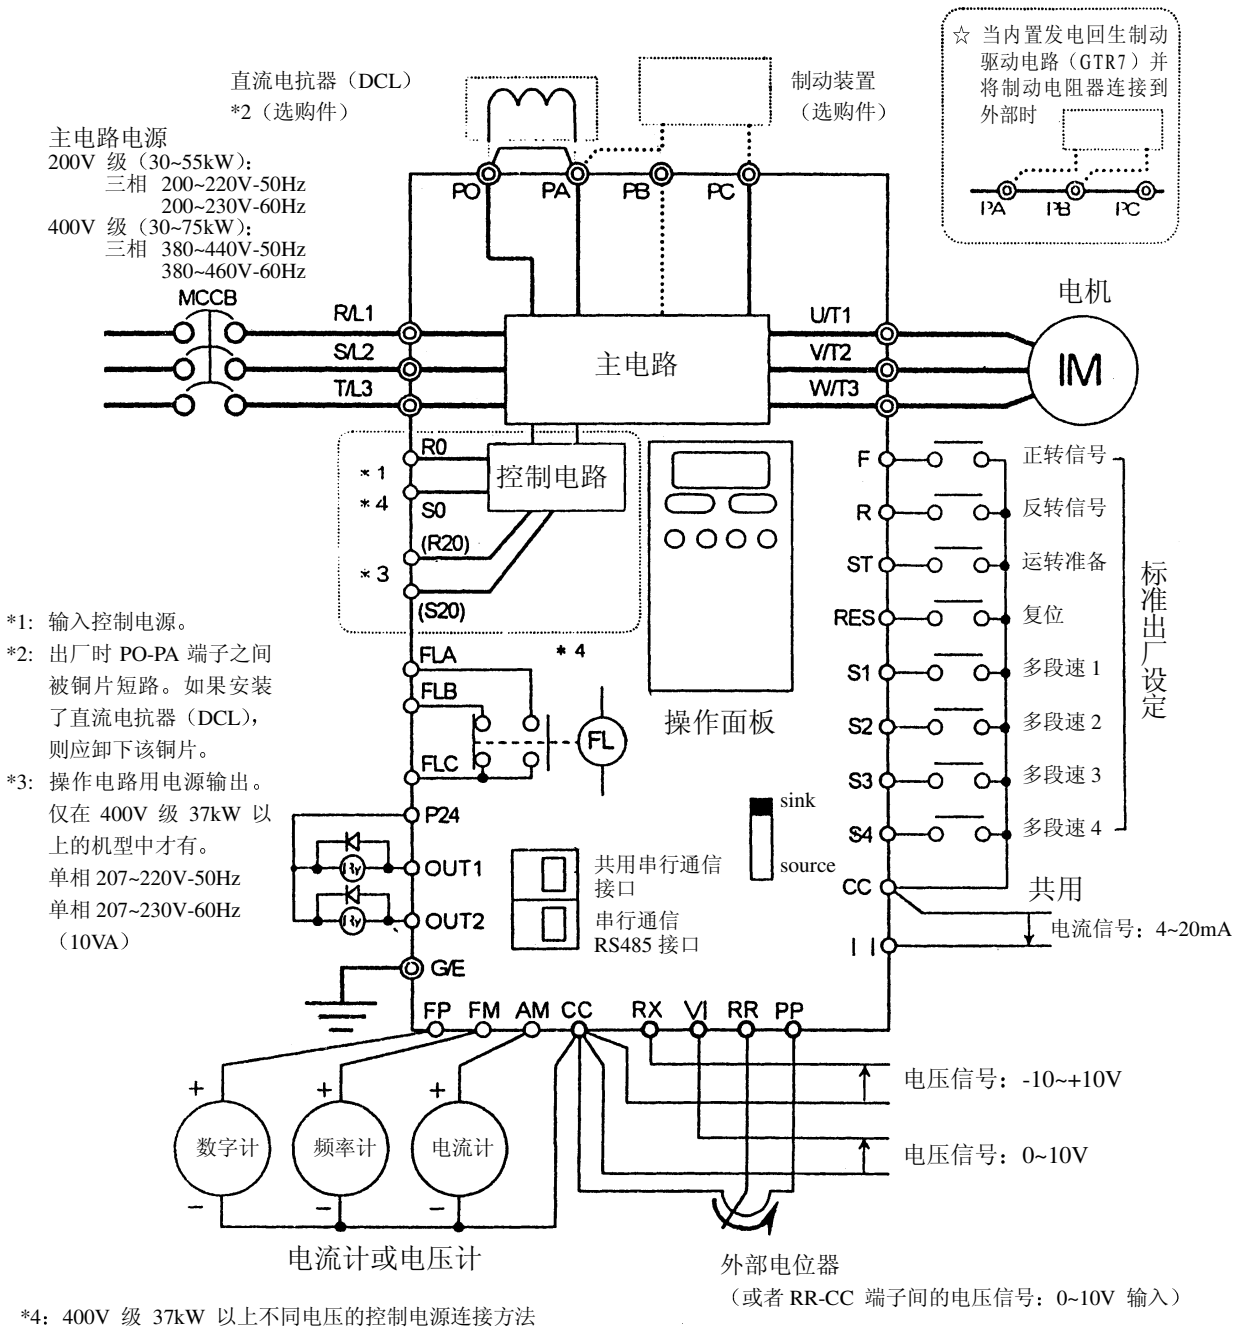 ☆ 当内置发电回生制动
驱动电路（GTR7）并
将制动电阻器连接到
外部时
PA PB PC
直流电抗器（DCL）
*2（选购件）
制动装置
（选购件）
主电路电源
200V 级（30~55kW）：
三相 200~220V-50Hz
200~230V-60Hz
400V 级（30~75kW）：
三相 380~440V-50Hz
380~460V-60Hz
PO PA PB PC
MCCB
R/L1
S/L2
T/L3
主电路
U/T1
V/T2
W/T3
电机
IM
R0
*1
*4
S0
控制电路
(R20)
*3
(S20)
*4
操作面板
F 正转信号
R 反转信号
ST 运转准备
RES 复位
S1 多段速 1
S2 多段速 2
S3 多段速 3
S4 多段速 4
标准出厂设定
CC 共用
I I 电流信号：4~20mA
*1: 输入控制电源。
*2: 出厂时 PO-PA 端子之间
被铜片短路。如果安装
了直流电抗器（DCL），
则应卸下该铜片。
*3: 操作电路用电源输出。
仅在 400V 级 37kW 以
上的机型中才有。
单相 207~220V-50Hz
单相 207~230V-60Hz
（10VA）
FLA
FLB
FL
FLC
P24
Ry
OUT1
Ry
OUT2
G/E
sink
source
共用串行通信
接口
串行通信
RS485 接口
FP FM AM CC RX VI RR PP
+ + +
数字计 频率计 电流计
− − −
电流计或电压计
电压信号：-10~+10V
电压信号：0~10V
外部电位器
（或者 RR-CC 端子间的电压信号：0~10V 输入）
*4：400V 级 37kW 以上不同电压的控制电源连接方法